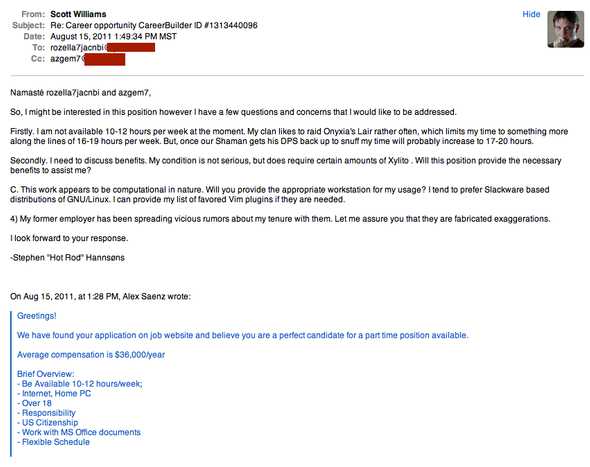 From: Scott Williams
Hide
Subject: Re: Career opportunity CareerBuilder ID #1313440096
Date: August 15, 2011 1:49:34 PM MST
To: rozella7jacnbi
Cc: azgem7
Namasté rozella7jacnbi and azgem7,
So, I might be interested in this position however I have a few questions and concerns that I would like to be addressed.
Firstly. I am not available 10-12 hours per week at the moment. My clan likes to raid Onyxia's Lair rather often, which limits my time to something more
along the lines of 16-19 hours per week. But, once our Shaman gets his DPS back up to snuff my time will probably increase to 17-20 hours.
Secondly. I need to discuss benefits. My condition is not serious, but does require certain amounts of Xylito . Will this position provide the necessary
benefits to assist me?
C. This work appears to be computational in nature. Will you provide the appropriate workstation for my usage? I tend to prefer Slackware based
distributions of GNU/Linux. I can provide my list of favored Vim plugins if they are needed.
4) My former employer has been spreading vicious rumors about my tenure with them. Let me assure you that they are fabricated exaggerations.
I look forward to your response.
-Stephen "Hot Rod" Hannsøns
On Aug 15, 2011, at 1:28 PM, Alex Saenz wrote:
Greetings!
We have found your application on job website and believe you are a perfect candidate for a part time position available.
Average compensation is $36,000/year
Brief Overview:
- Be Available 10-12 hours/week;
- Internet, Home PC
- Over 18
- Responsibility
- US Citizenship
- Work with MS Office documents
- Flexible Schedule